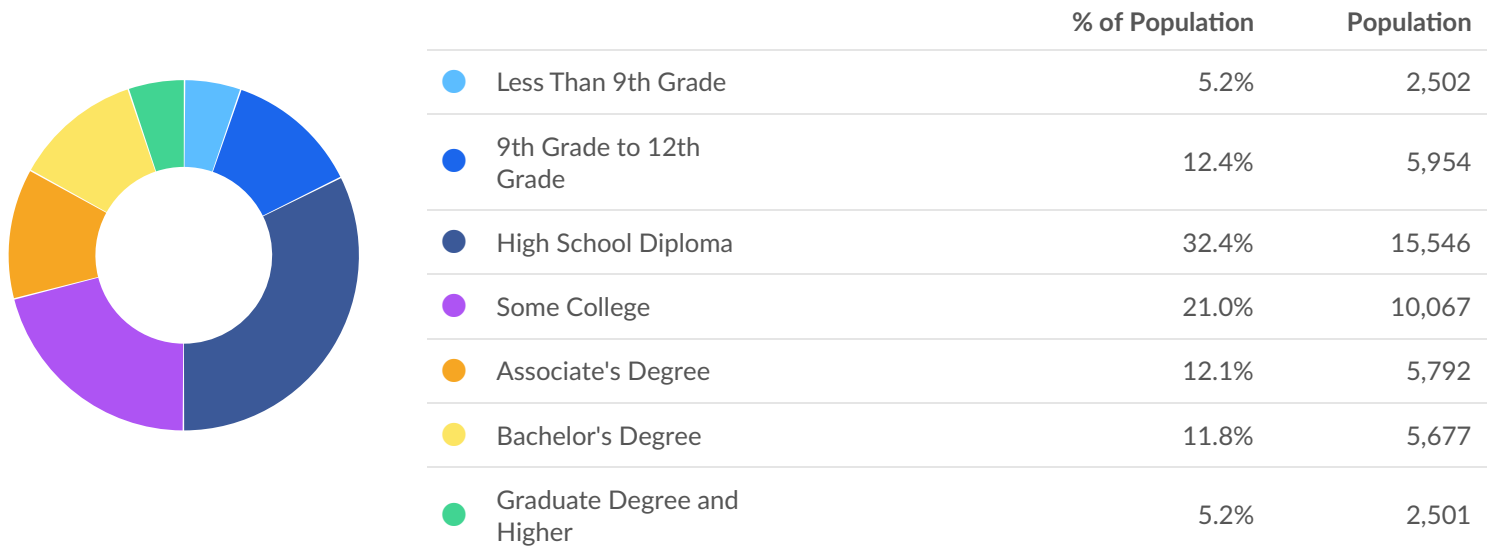 % of Population Population
Less Than 9th Grade 5.2% 2,502
9th Grade to 12th
Grade 12.4% 5,954
High School Diploma 32.4% 15,546
Some College 21.0% 10,067
Associate's Degree 12.1% 5,792
Bachelor's Degree 11.8% 5,677
Graduate Degree and
Higher 5.2% 2,501